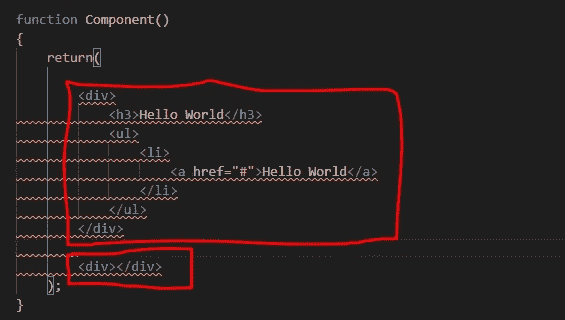 function Component()
{
return(
<div>
<h3>Hello World</h3>
<ul>
<li>
<a href="#">Hello World</a>
</li>
</ul>
</div>
<div></div>
);
}